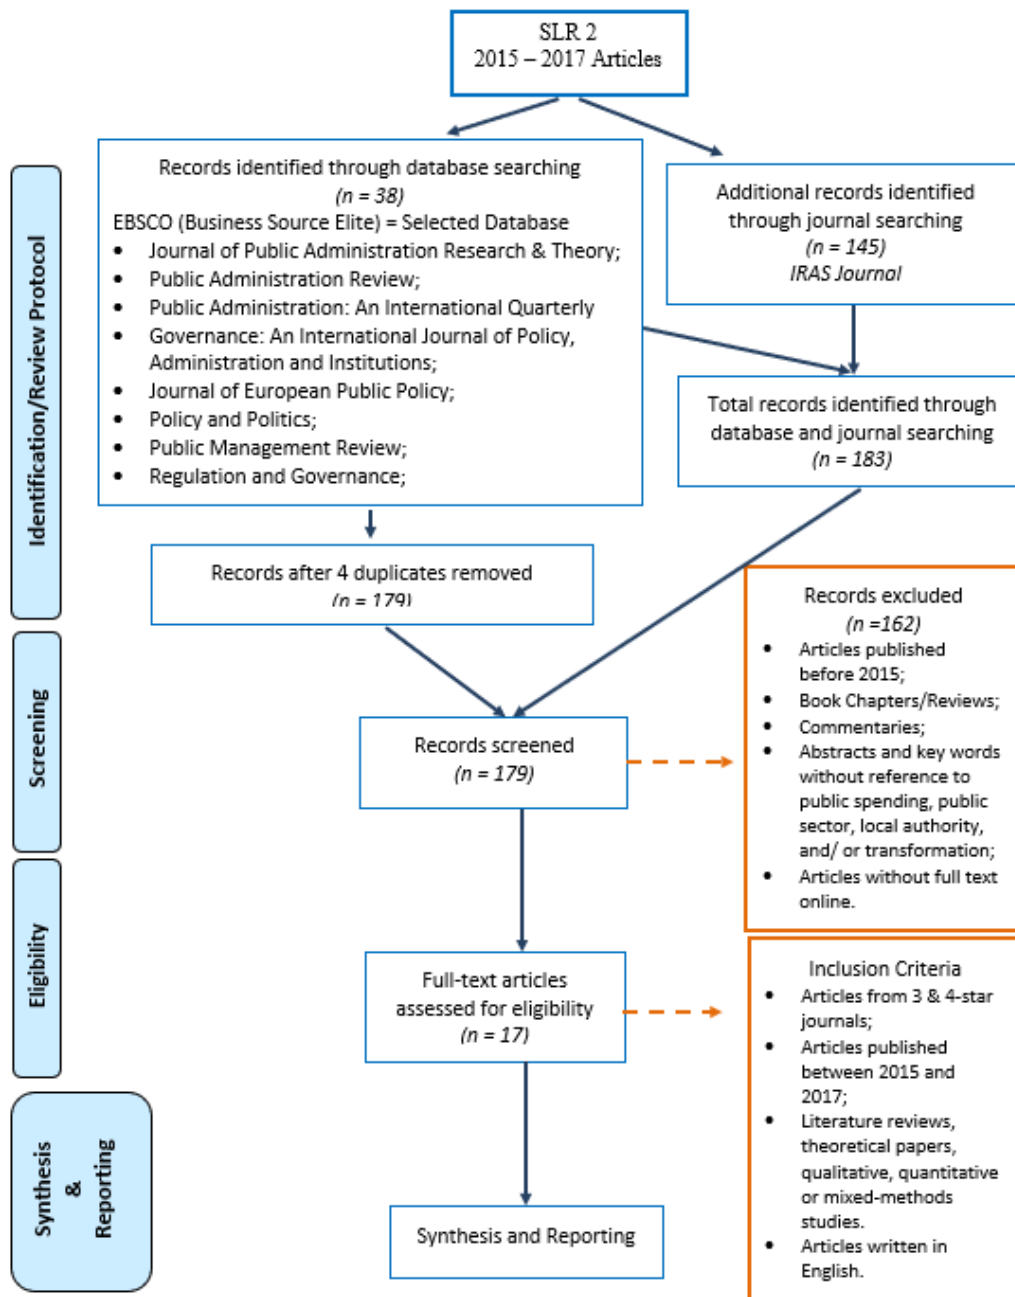 SLR 2
2015 – 2017 Articles
Identification/Review Protocol
Records identified through database searching
(n = 38)
EBSCO (Business Source Elite) = Selected Database
• Journal of Public Administration Research & Theory;
• Public Administration Review;
• Public Administration: An International Quarterly
• Governance: An International Journal of Policy,
Administration and Institutions;
• Journal of European Public Policy;
• Policy and Politics;
• Public Management Review;
• Regulation and Governance;
Additional records identified
through journal searching
(n = 145)
IRAS Journal
Total records identified through
database and journal searching
(n = 183)
Records after 4 duplicates removed
(n = 179)
Screening
Records screened
(n = 179)
Records excluded
(n =162)
• Articles published
before 2015;
• Book Chapters/Reviews;
• Commentaries;
• Abstracts and key words
without reference to
public spending, public
sector, local authority,
and/ or transformation;
• Articles without full text
online.
Eligibility
Full-text articles
assessed for eligibility
(n = 17)
Inclusion Criteria
• Articles from 3 & 4-star
journals;
• Articles published
between 2015 and
2017;
• Literature reviews,
theoretical papers,
qualitative, quantitative
or mixed-methods
studies.
• Articles written in
English.
Synthesis
&
Reporting
Synthesis and Reporting